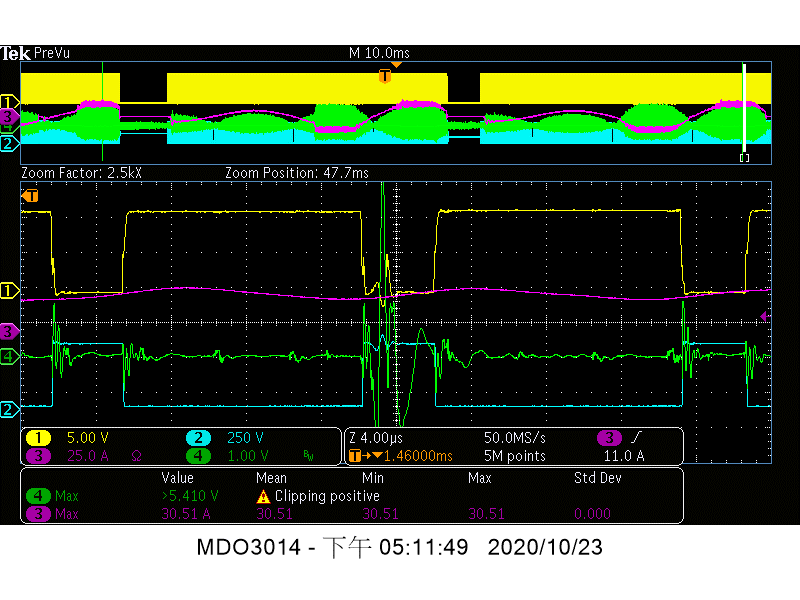 Tek PreVu M 10.0ms
T
1
3
4
2
Zoom Factor: 2.5kX Zoom Position: 47.7ms
T
1
3
4
2
1 5.00 V 2 250 V Z 4.00µs 50.0MS/s 3
3 25.0 A Ω 4 1.00 V BW T→▼1.46000ms 5M points 11.0 A
Value Mean Min Max Std Dev
4 Max >5.410 V Clipping positive
3 Max 30.51 A 30.51 30.51 30.51 0.000
MDO3014 - 下午 05:11:49 2020/10/23